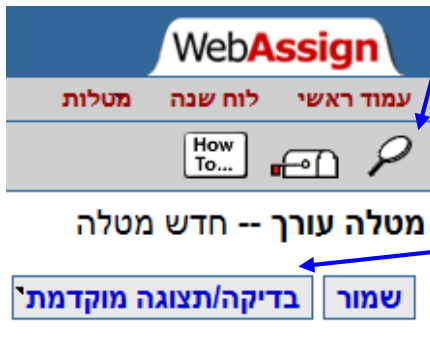 WebAssign
עמוד ראשי לוח שנה מטלות
How
To...
מטלה עורך -- חדש מטלה
שמור בדיקה/תצוגה מוקדמת